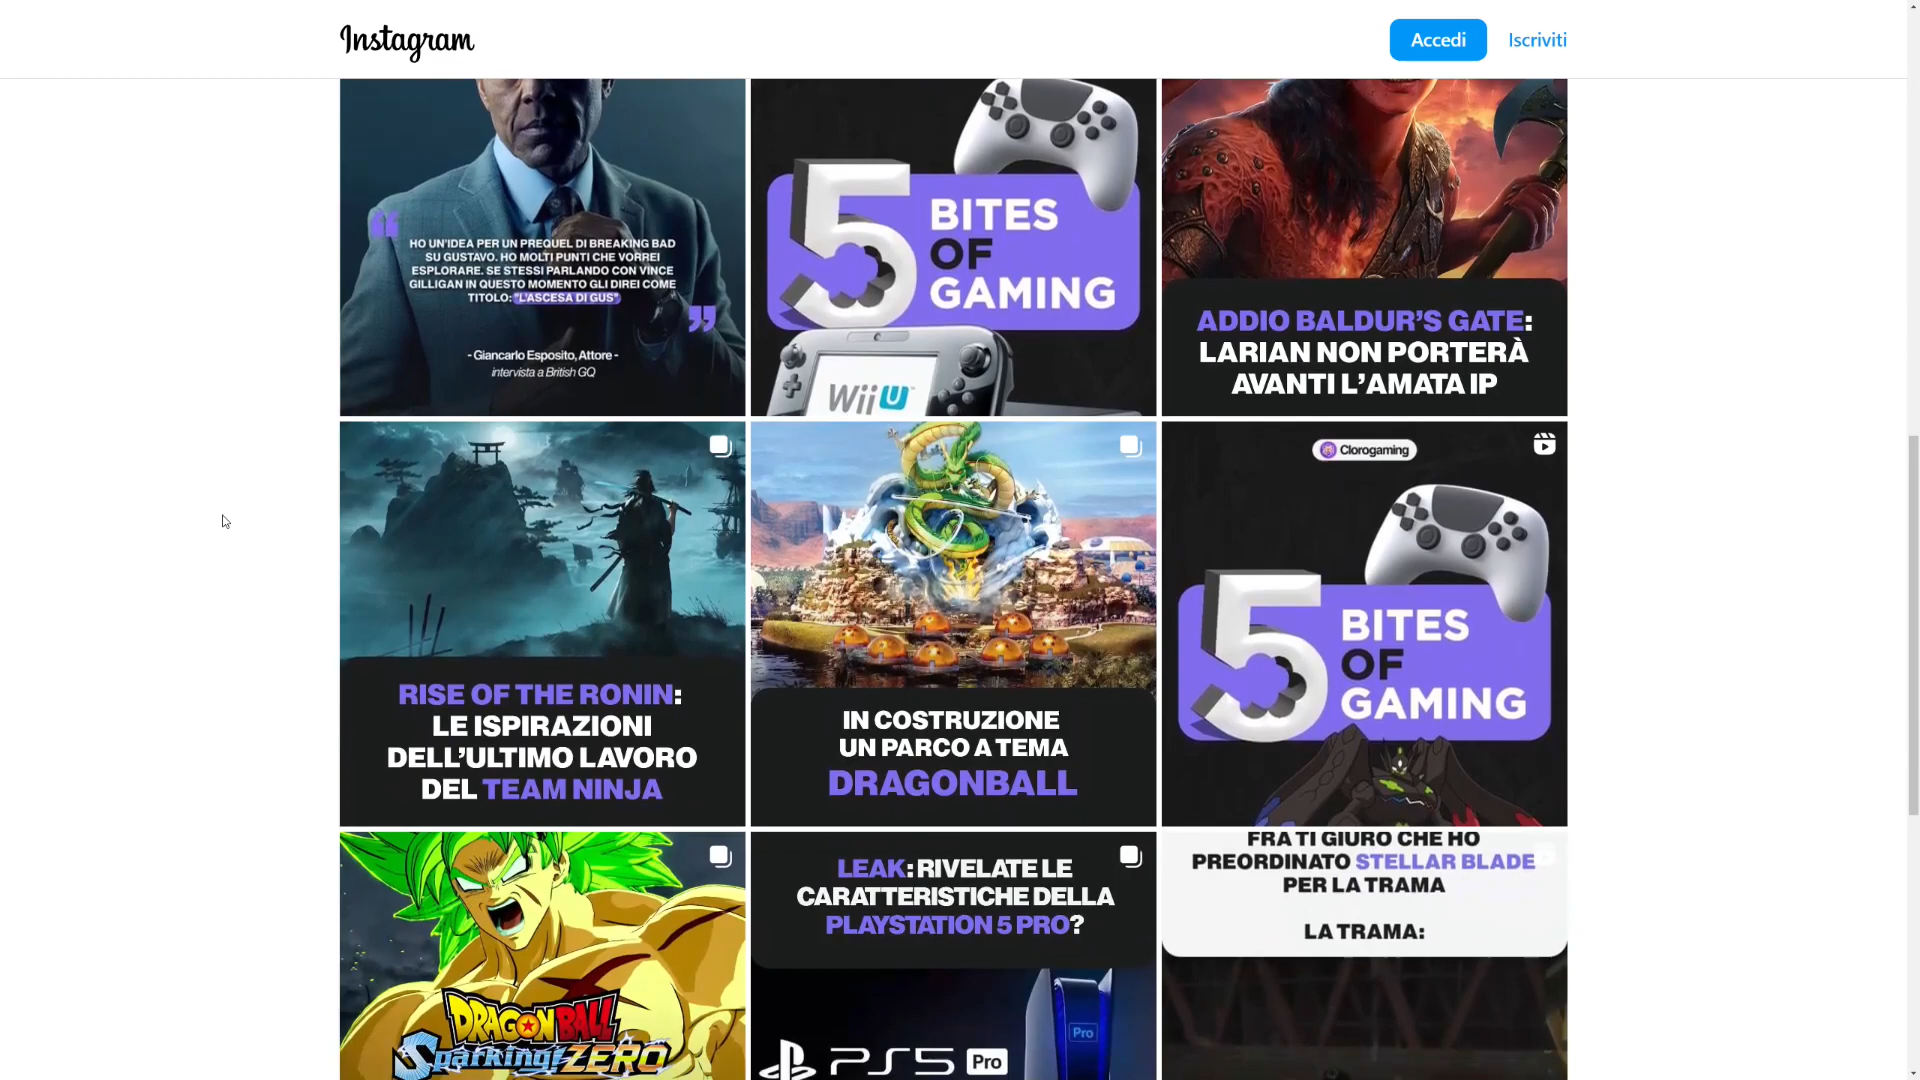 Instagram
Accedi
Iscriviti
HO UN'IDEA PER UN PREQUEL DI BREAKING BAD
SU GUSTAVO. HO MOLTI PUNTI CHE VORREI
ESPLORARE. SE STESSI PARLANDO CON VINCE
GILLIGAN IN QUESTO MOMENTO GLI DIREI COME
TITOLO: "L'ASCESA DI GUS"
- Giancarlo Esposito, Attore -
intervista a British GQ
5 BITES
OF
GAMING
Wii U
ADDIO BALDUR'S GATE:
LARIAN NON PORTERÀ
AVANTI L'AMATA IP
RISE OF THE RONIN:
LE ISPIRAZIONI
DELL'ULTIMO LAVORO
DEL TEAM NINJA
IN COSTRUZIONE
UN PARCO A TEMA
DRAGONBALL
Clorogaming
5 BITES
OF
GAMING
DRAGON BALL
Sparking! ZERO
LEAK: RIVELATE LE
CARATTERISTICHE DELLA
PLAYSTATION 5 PRO?
Pro
PS5 Pro
FRA TI GIURO CHE HO
PREORDINATO STELLAR BLADE
PER LA TRAMA
LA TRAMA: